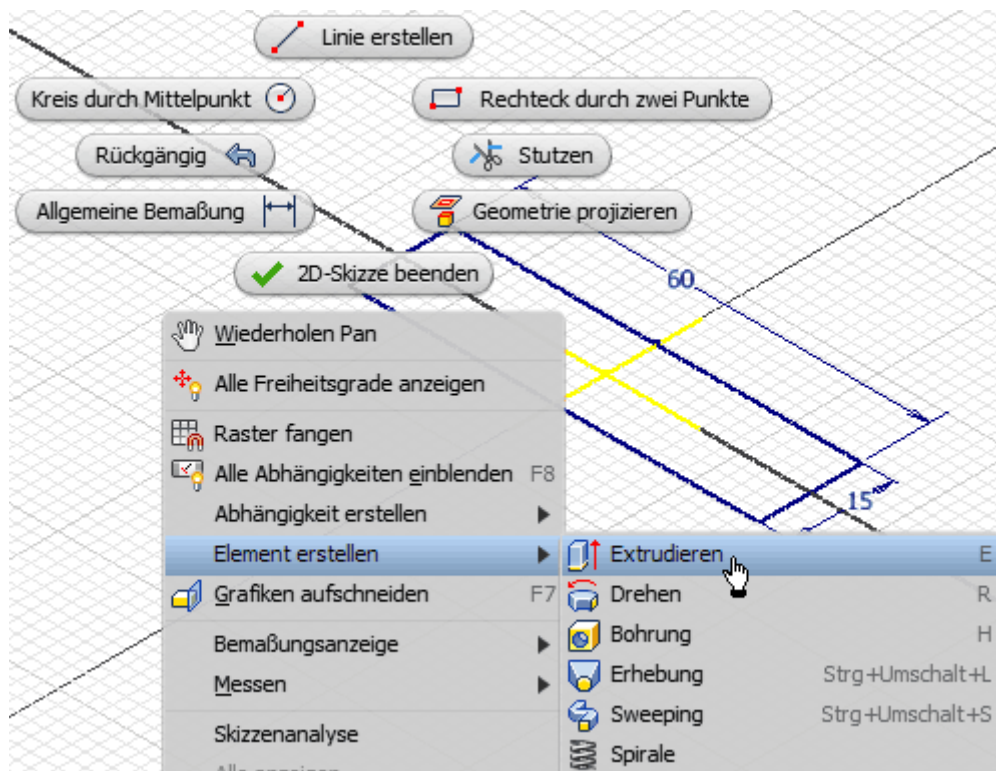 Linie erstellen
Kreis durch Mittelpunkt
Rechteck durch zwei Punkte
Rückgängig
Stutzen
Allgemeine Bemaßung
Geometrie projizieren
2D-Skizze beenden
60
15
Wiederholen Pan
Alle Freiheitsgrade anzeigen
Raster fangen
Alle Abhängigkeiten einblenden F8
Abhängigkeit erstellen
Element erstellen
Grafiken aufschneiden F7
Bemaßungsanzeige
Messen
Skizzenanalyse
Alle anzeigen
Extrudieren E
Drehen R
Bohrung H
Erhebung Strg+Umschalt+L
Sweeping Strg+Umschalt+S
Spirale